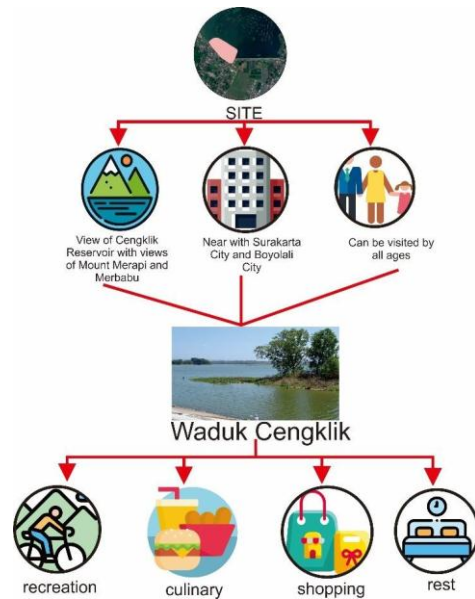 SITE
View of Cengklik
Reservoir with views
of Mount Merapi and
Merbabu
Near with Surakarta
City and Boyolali
City
Can be visited by
all ages
Waduk Cengklik
recreation
culinary
shopping
rest